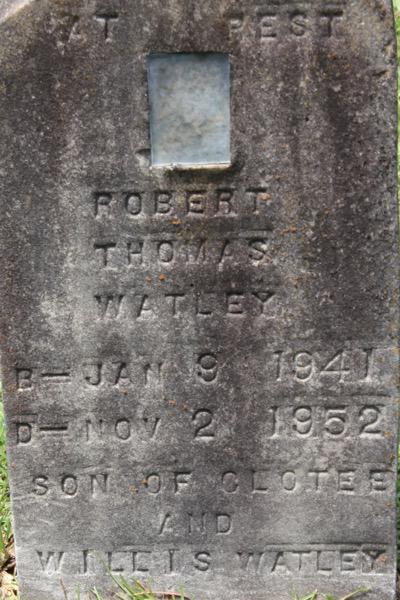 AT REST
ROBERT
THOMAS
WATLEY
B-JAN 9 1941
D-NOV 2 1952
SON OF CLOTEE
AND
WILLIS WATLEY